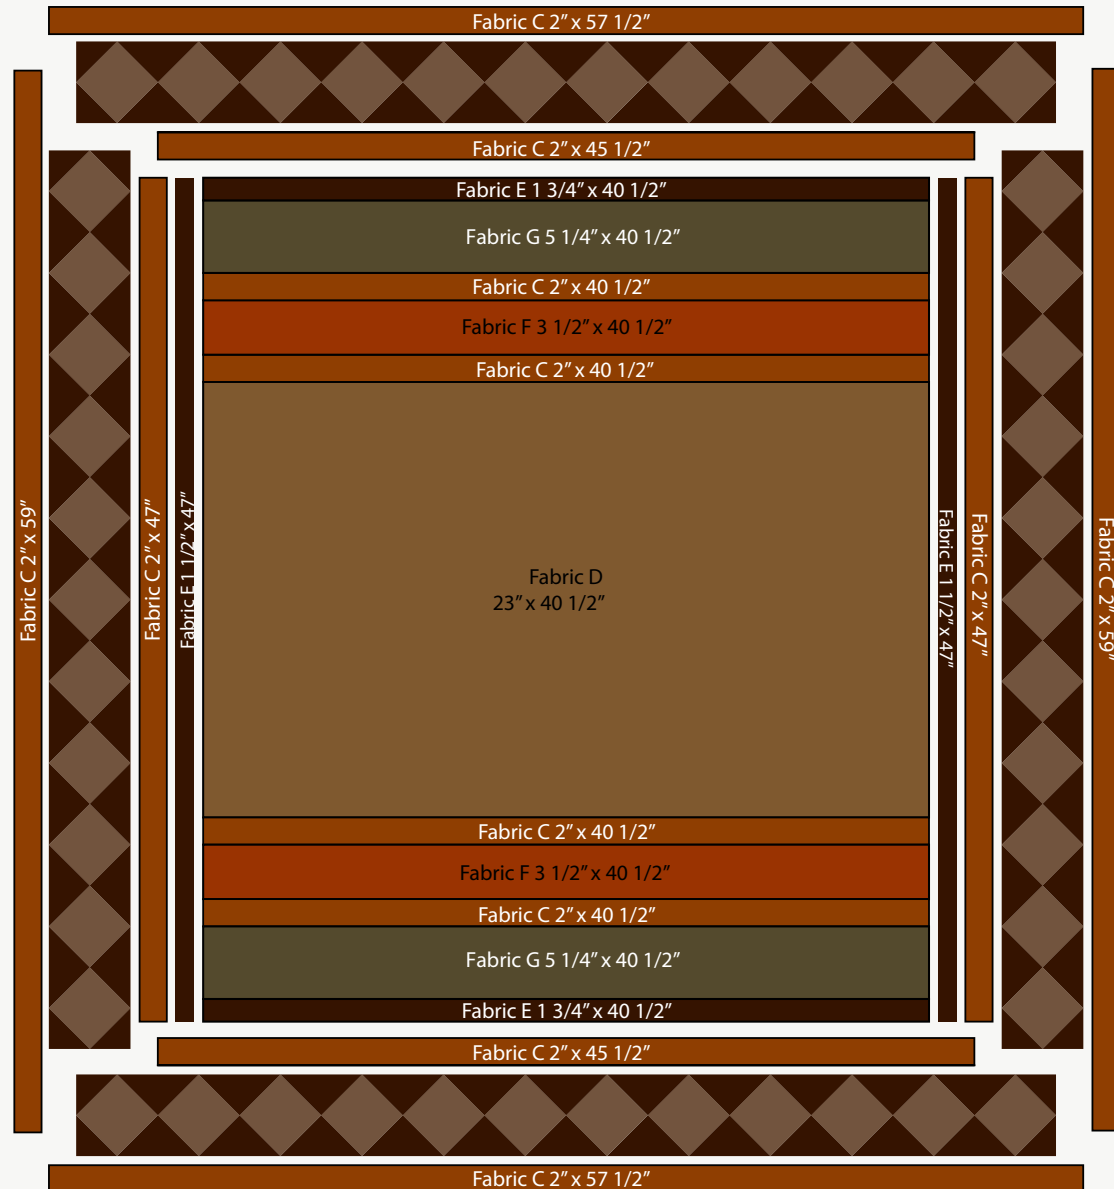 Fabric C 2” x 57 1/2”
Fabric C 2” x 45 1/2”
Fabric E 1 3/4” x 40 1/2”
Fabric G 5 1/4” x 40 1/2”
Fabric C 2” x 40 1/2”
Fabric F 3 1/2” x 40 1/2”
Fabric C 2” x 40 1/2”
Fabric C 2” x 59”
Fabric C 2” x 47”
Fabric E 1 1/2” x 47”
Fabric D
23” x 40 1/2”
Fabric E 1 1/2” x 47”
Fabric C 2” x 47”
Fabric C 2” x 59”
Fabric C 2” x 40 1/2”
Fabric F 3 1/2” x 40 1/2”
Fabric C 2” x 40 1/2”
Fabric G 5 1/4” x 40 1/2”
Fabric E 1 3/4” x 40 1/2”
Fabric C 2” x 45 1/2”
Fabric C 2” x 57 1/2”